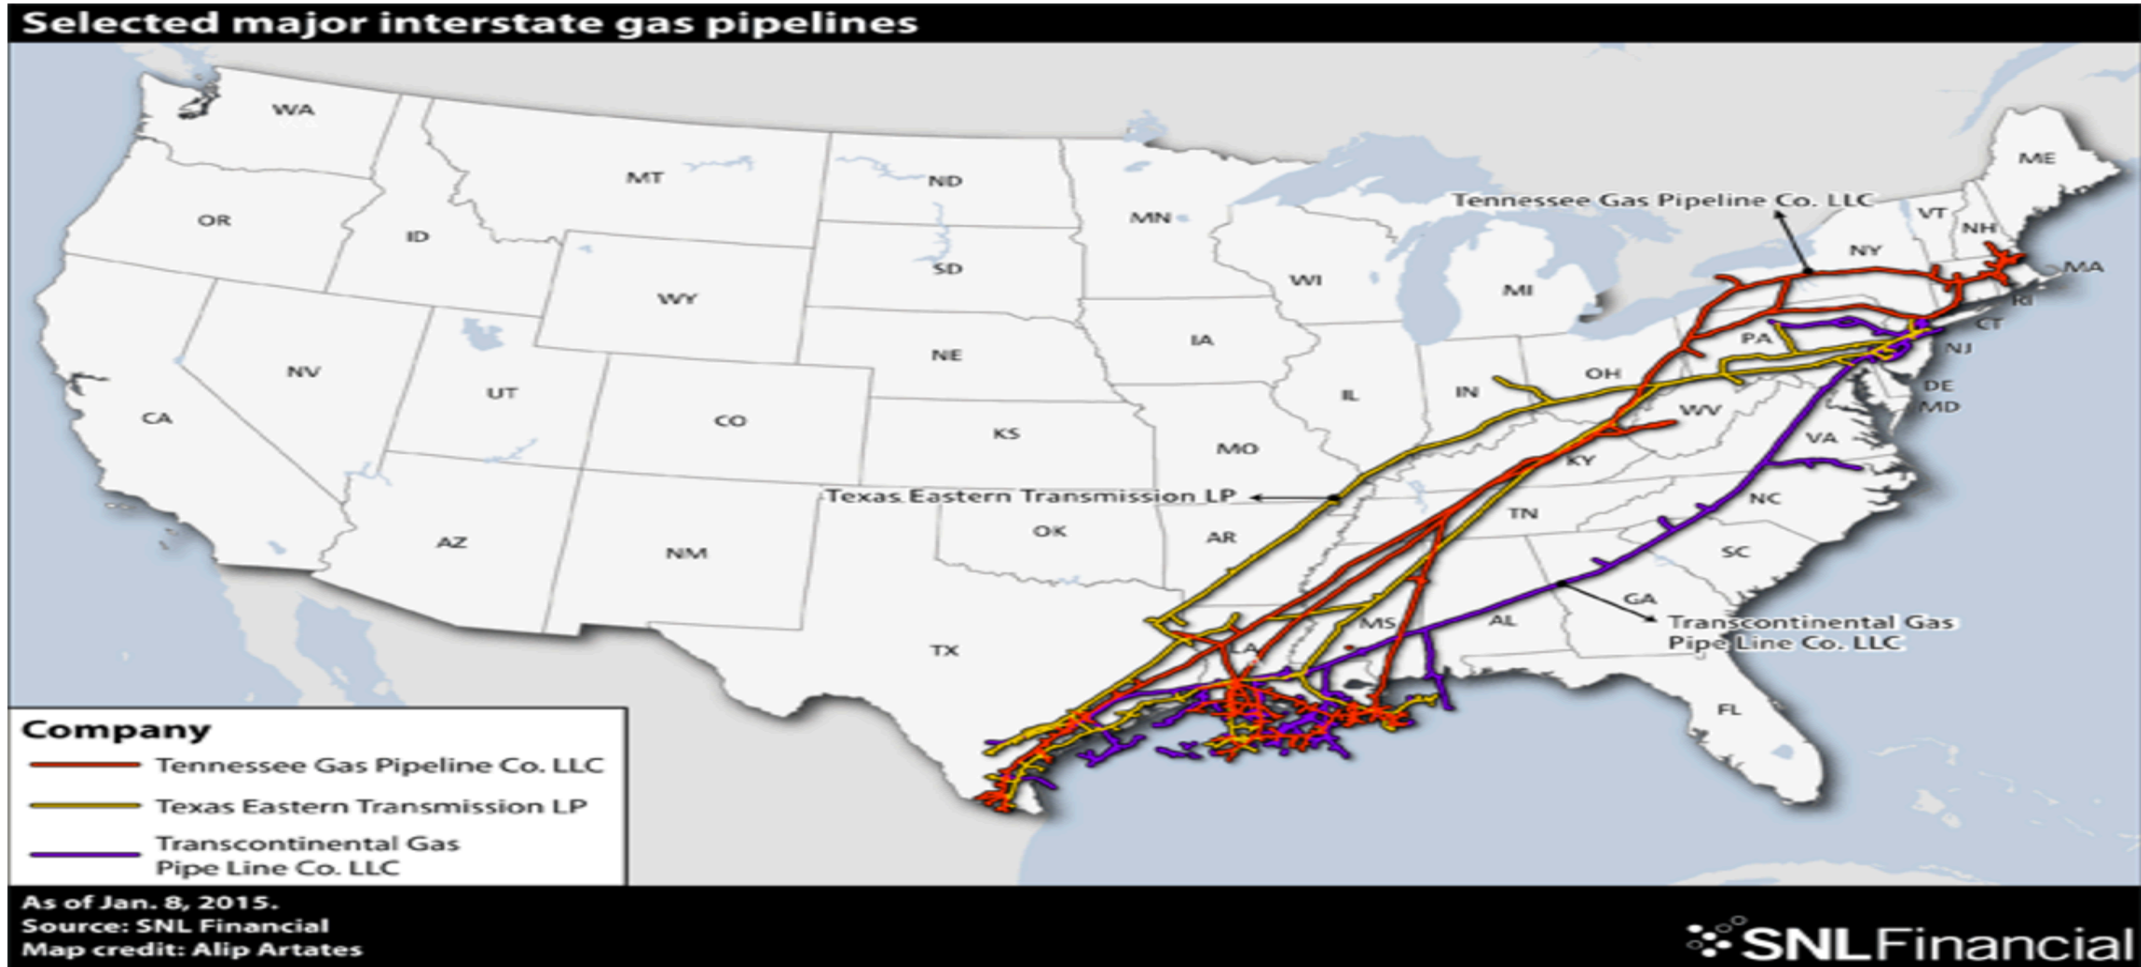 Selected major interstate gas pipelines
WA
MT
ND
MN
ME
VT
NH
Tennessee Gas Pipeline Co. LLC
OR
ID
SD
WI
MI
NY
MA
WY
RI
CT
IA
PA
NJ
NE
NV
UT
CO
IL
IN
OH
DE
MD
CA
KS
MO
WV
VA
KY
Texas Eastern Transmission LP
NC
TN
AZ
NM
OK
AR
SC
GA
MS
AL
Transcontinental Gas
Pipe Line Co. LLC
TX
LA
FL
Company
Tennessee Gas Pipeline Co. LLC
Texas Eastern Transmission LP
Transcontinental Gas
Pipe Line Co. LLC
As of Jan. 8, 2015.
Source: SNL Financial
Map credit: Alip Artates
SNLFinancial